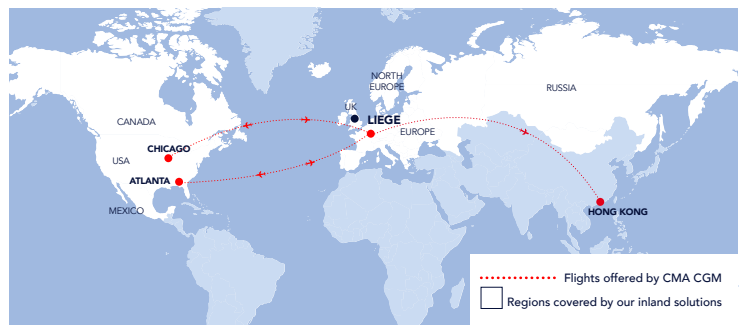 NORTH
EUROPE
RUSSIA
UK
LIEGE
CANADA
EUROPE
CHICAGO
USA
ATLANTA
MEXICO
HONG KONG
Flights offered by CMA CGM
Regions covered by our inland solutions